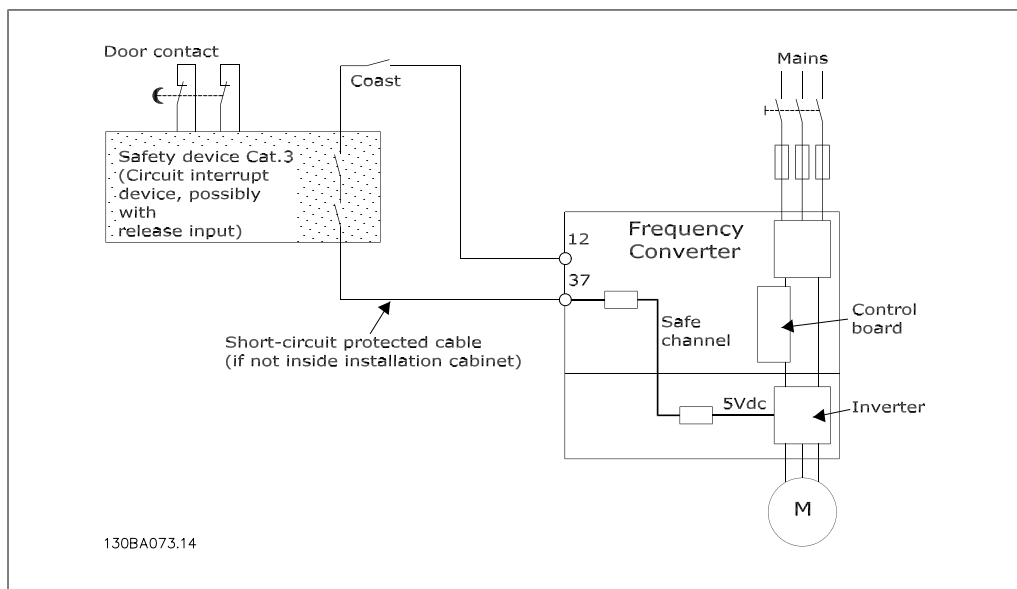 Door contact
Coast
Mains
Safety device Cat.3
(Circuit interrupt
device, possibly
with
release input)
12
37
Frequency
Converter
Safe
channel
Control
board
Short-circuit protected cable
(if not inside installation cabinet)
5Vdc
Inverter
M
130BA073.14